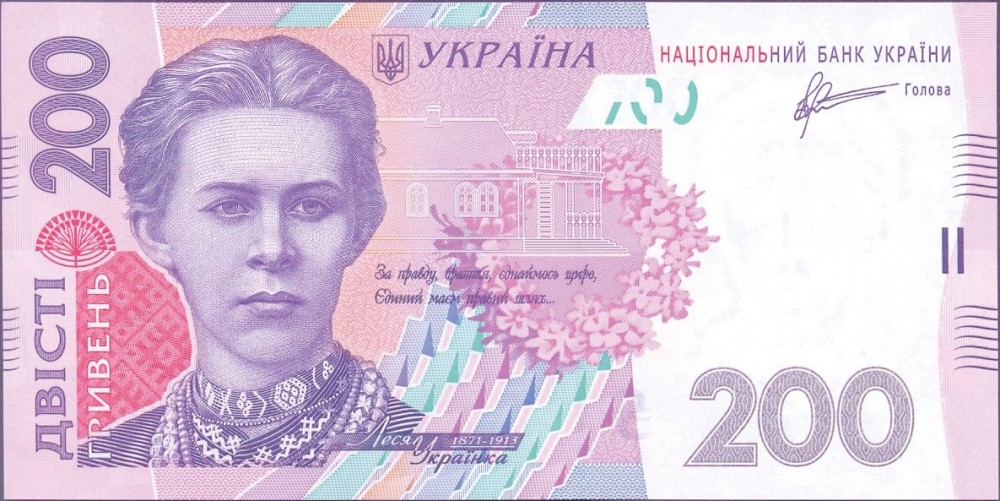 200
ДВІСТІ
ГРИВЕНЬ
УКРАЇНА
НАЦІОНАЛЬНИЙ БАНК УКРАЇНИ
Голова
200
За правду, браття, єднаймось щиро,
Єдиний маєм правий шлях...
Леся
Українка
1871-1913
200